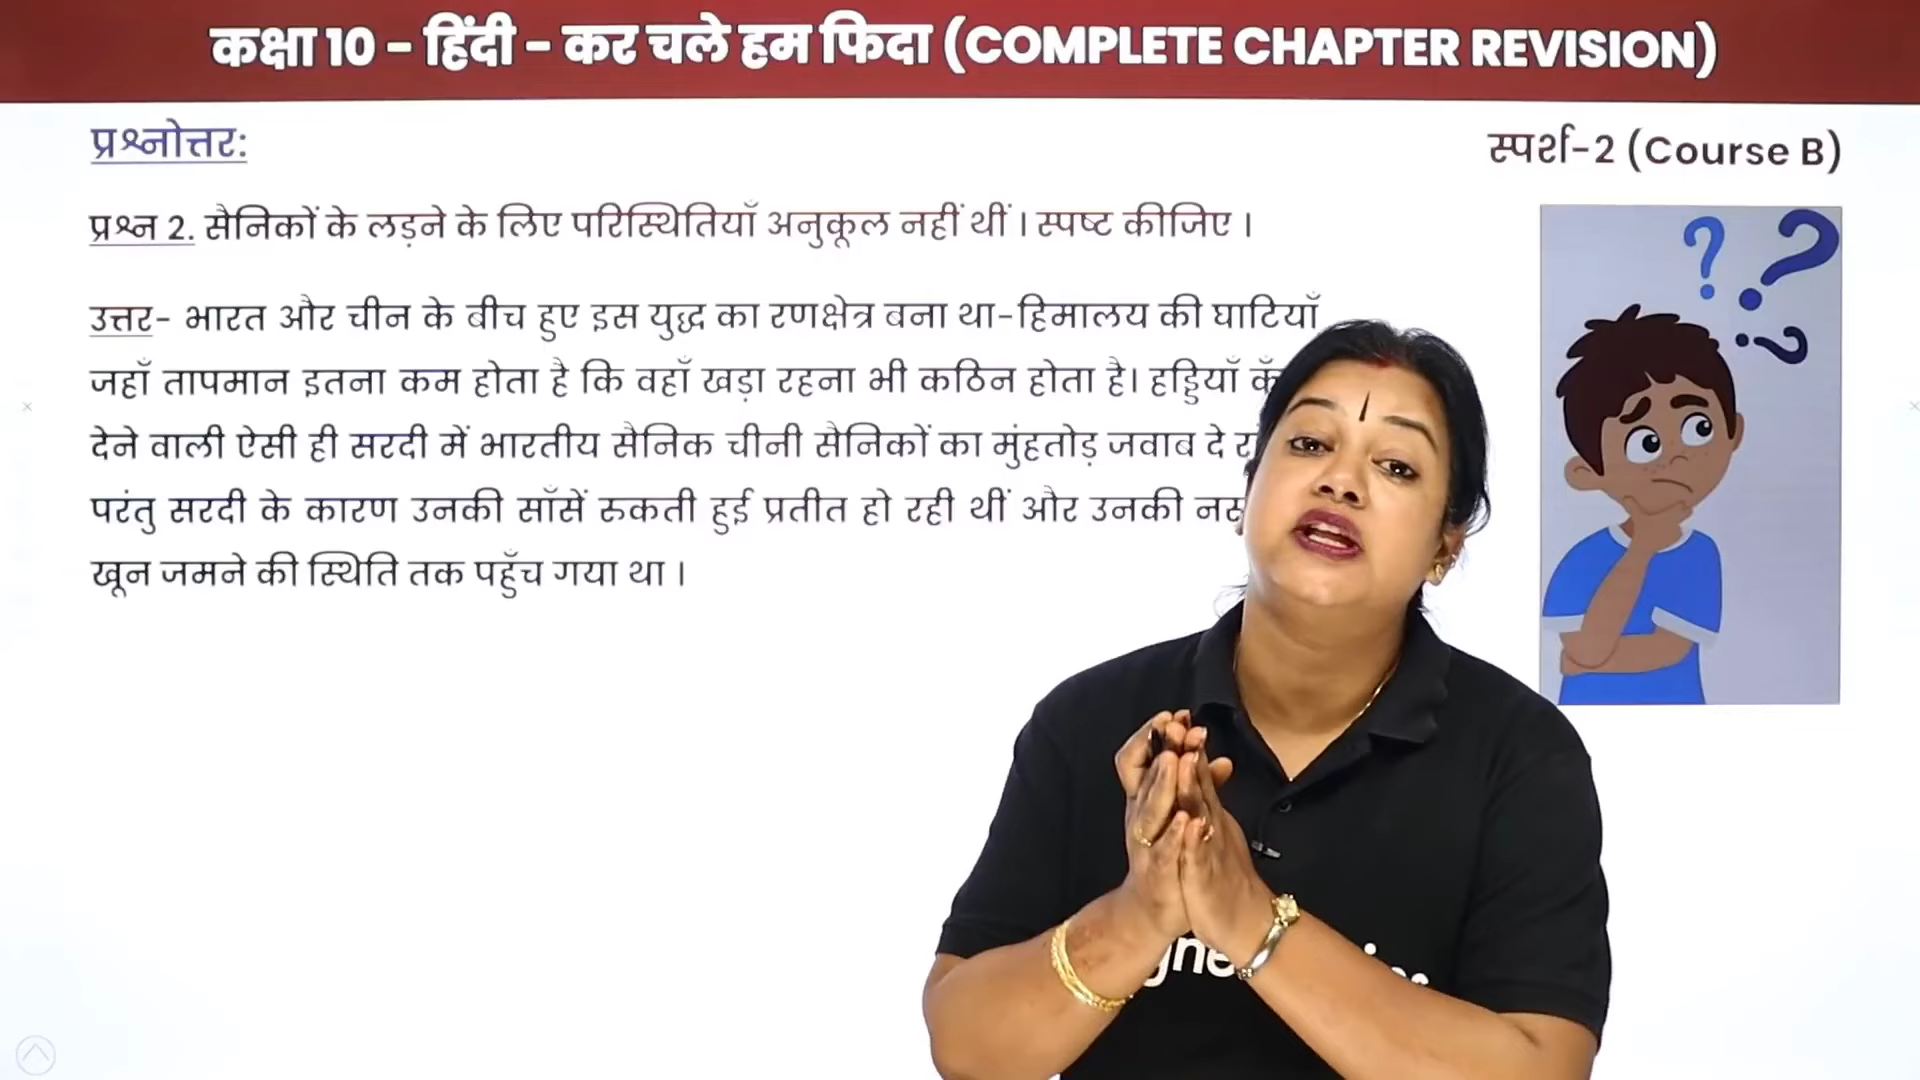 कक्षा 10 - हिंदी - कर चले हम फिदा (COMPLETE CHAPTER REVISION)
प्रश्नोत्तर:
स्पर्श-2 (Course B)
प्रश्न 2. सैनिकों के लड़ने के लिए परिस्थितियाँ अनुकूल नहीं थीं । स्पष्ट कीजिए ।
उत्तर- भारत और चीन के बीच हुए इस युद्ध का रणक्षेत्र बना था-हिमालय की घाटियाँ
जहाँ तापमान इतना कम होता है कि वहाँ खड़ा रहना भी कठिन होता है। हड्डियाँ
देने वाली ऐसी ही सरदी में भारतीय सैनिक चीनी सैनिकों का मुंहतोड़ जवाब दे
परंतु सरदी के कारण उनकी साँसें रुकती हुई प्रतीत हो रही थीं और उनकी
खून जमने की स्थिति तक पहुँच गया था ।